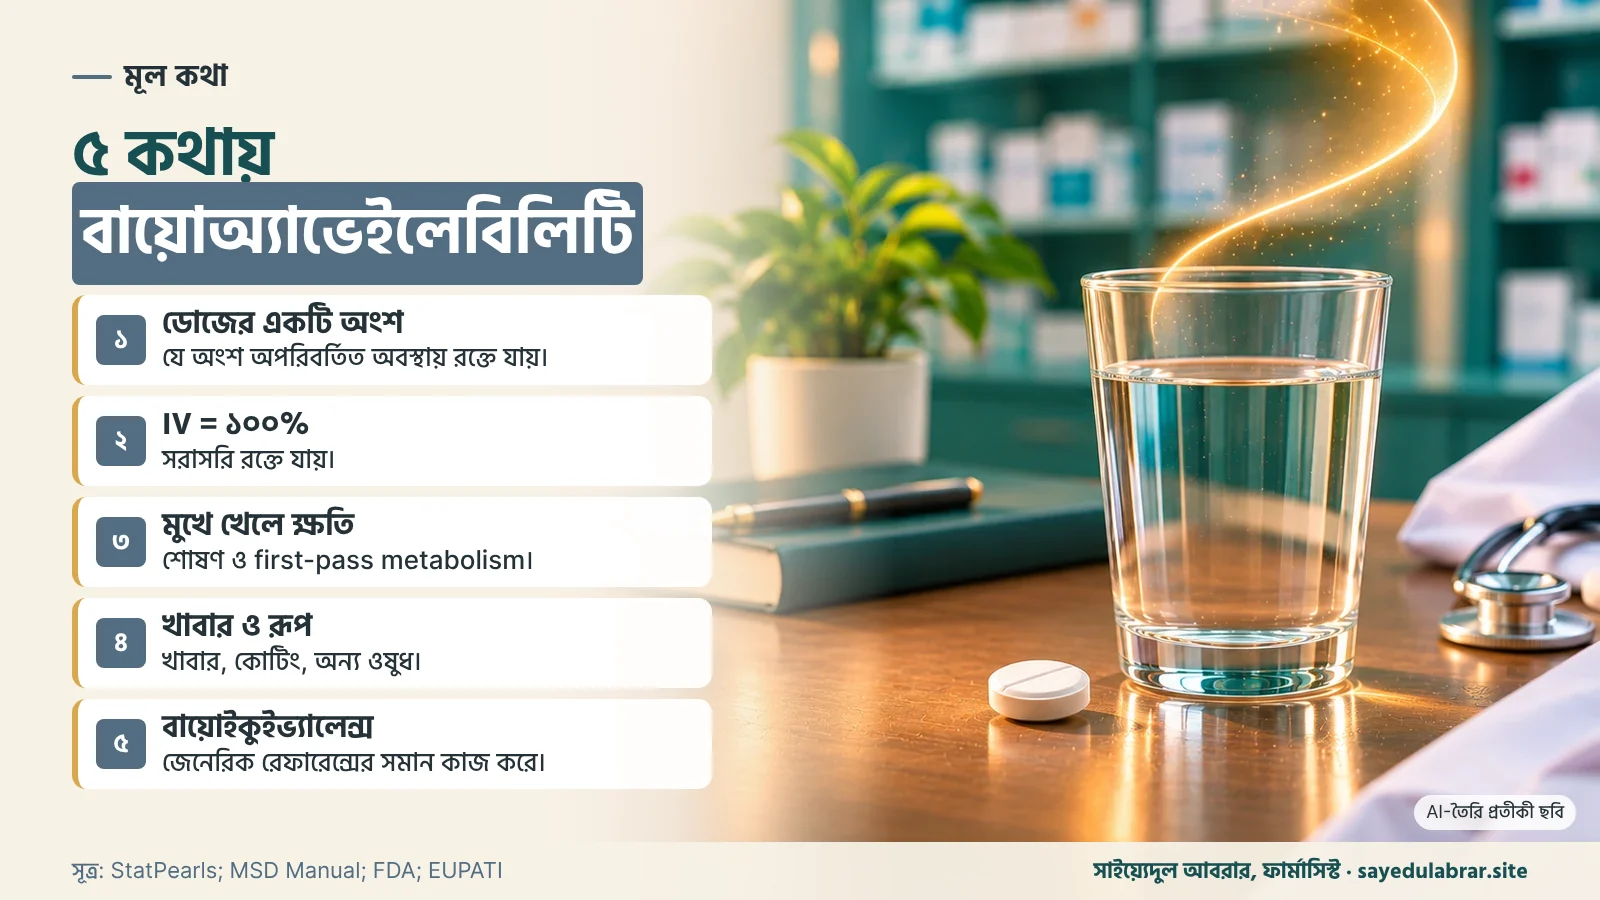 মূল কথা
৫ কথায়
বায়োঅ্যাভেইলেবিলিটি
১
ডোজের একটি অংশ
যে অংশ অপরিবর্তিত অবস্থায় রক্তে যায়।
২
IV = ১০০%
সরাসরি রক্তে যায়।
৩
মুখে খেলে ক্ষতি
শোষণ ও first-pass metabolism।
৪
খাবার ও রূপ
খাবার, কোটিং, অন্য ওষুধ।
৫
বায়োইকুইভ্যালেন্স
জেনেরিক রেফারেন্সের সমান কাজ করে।
AI-তৈরি প্রতীকী ছবি
সূত্র: StatPearls; MSD Manual; FDA; EUPATI
সাইয়্যেদুল আবরার, ফার্মাসিস্ট · sayedulabrar.site